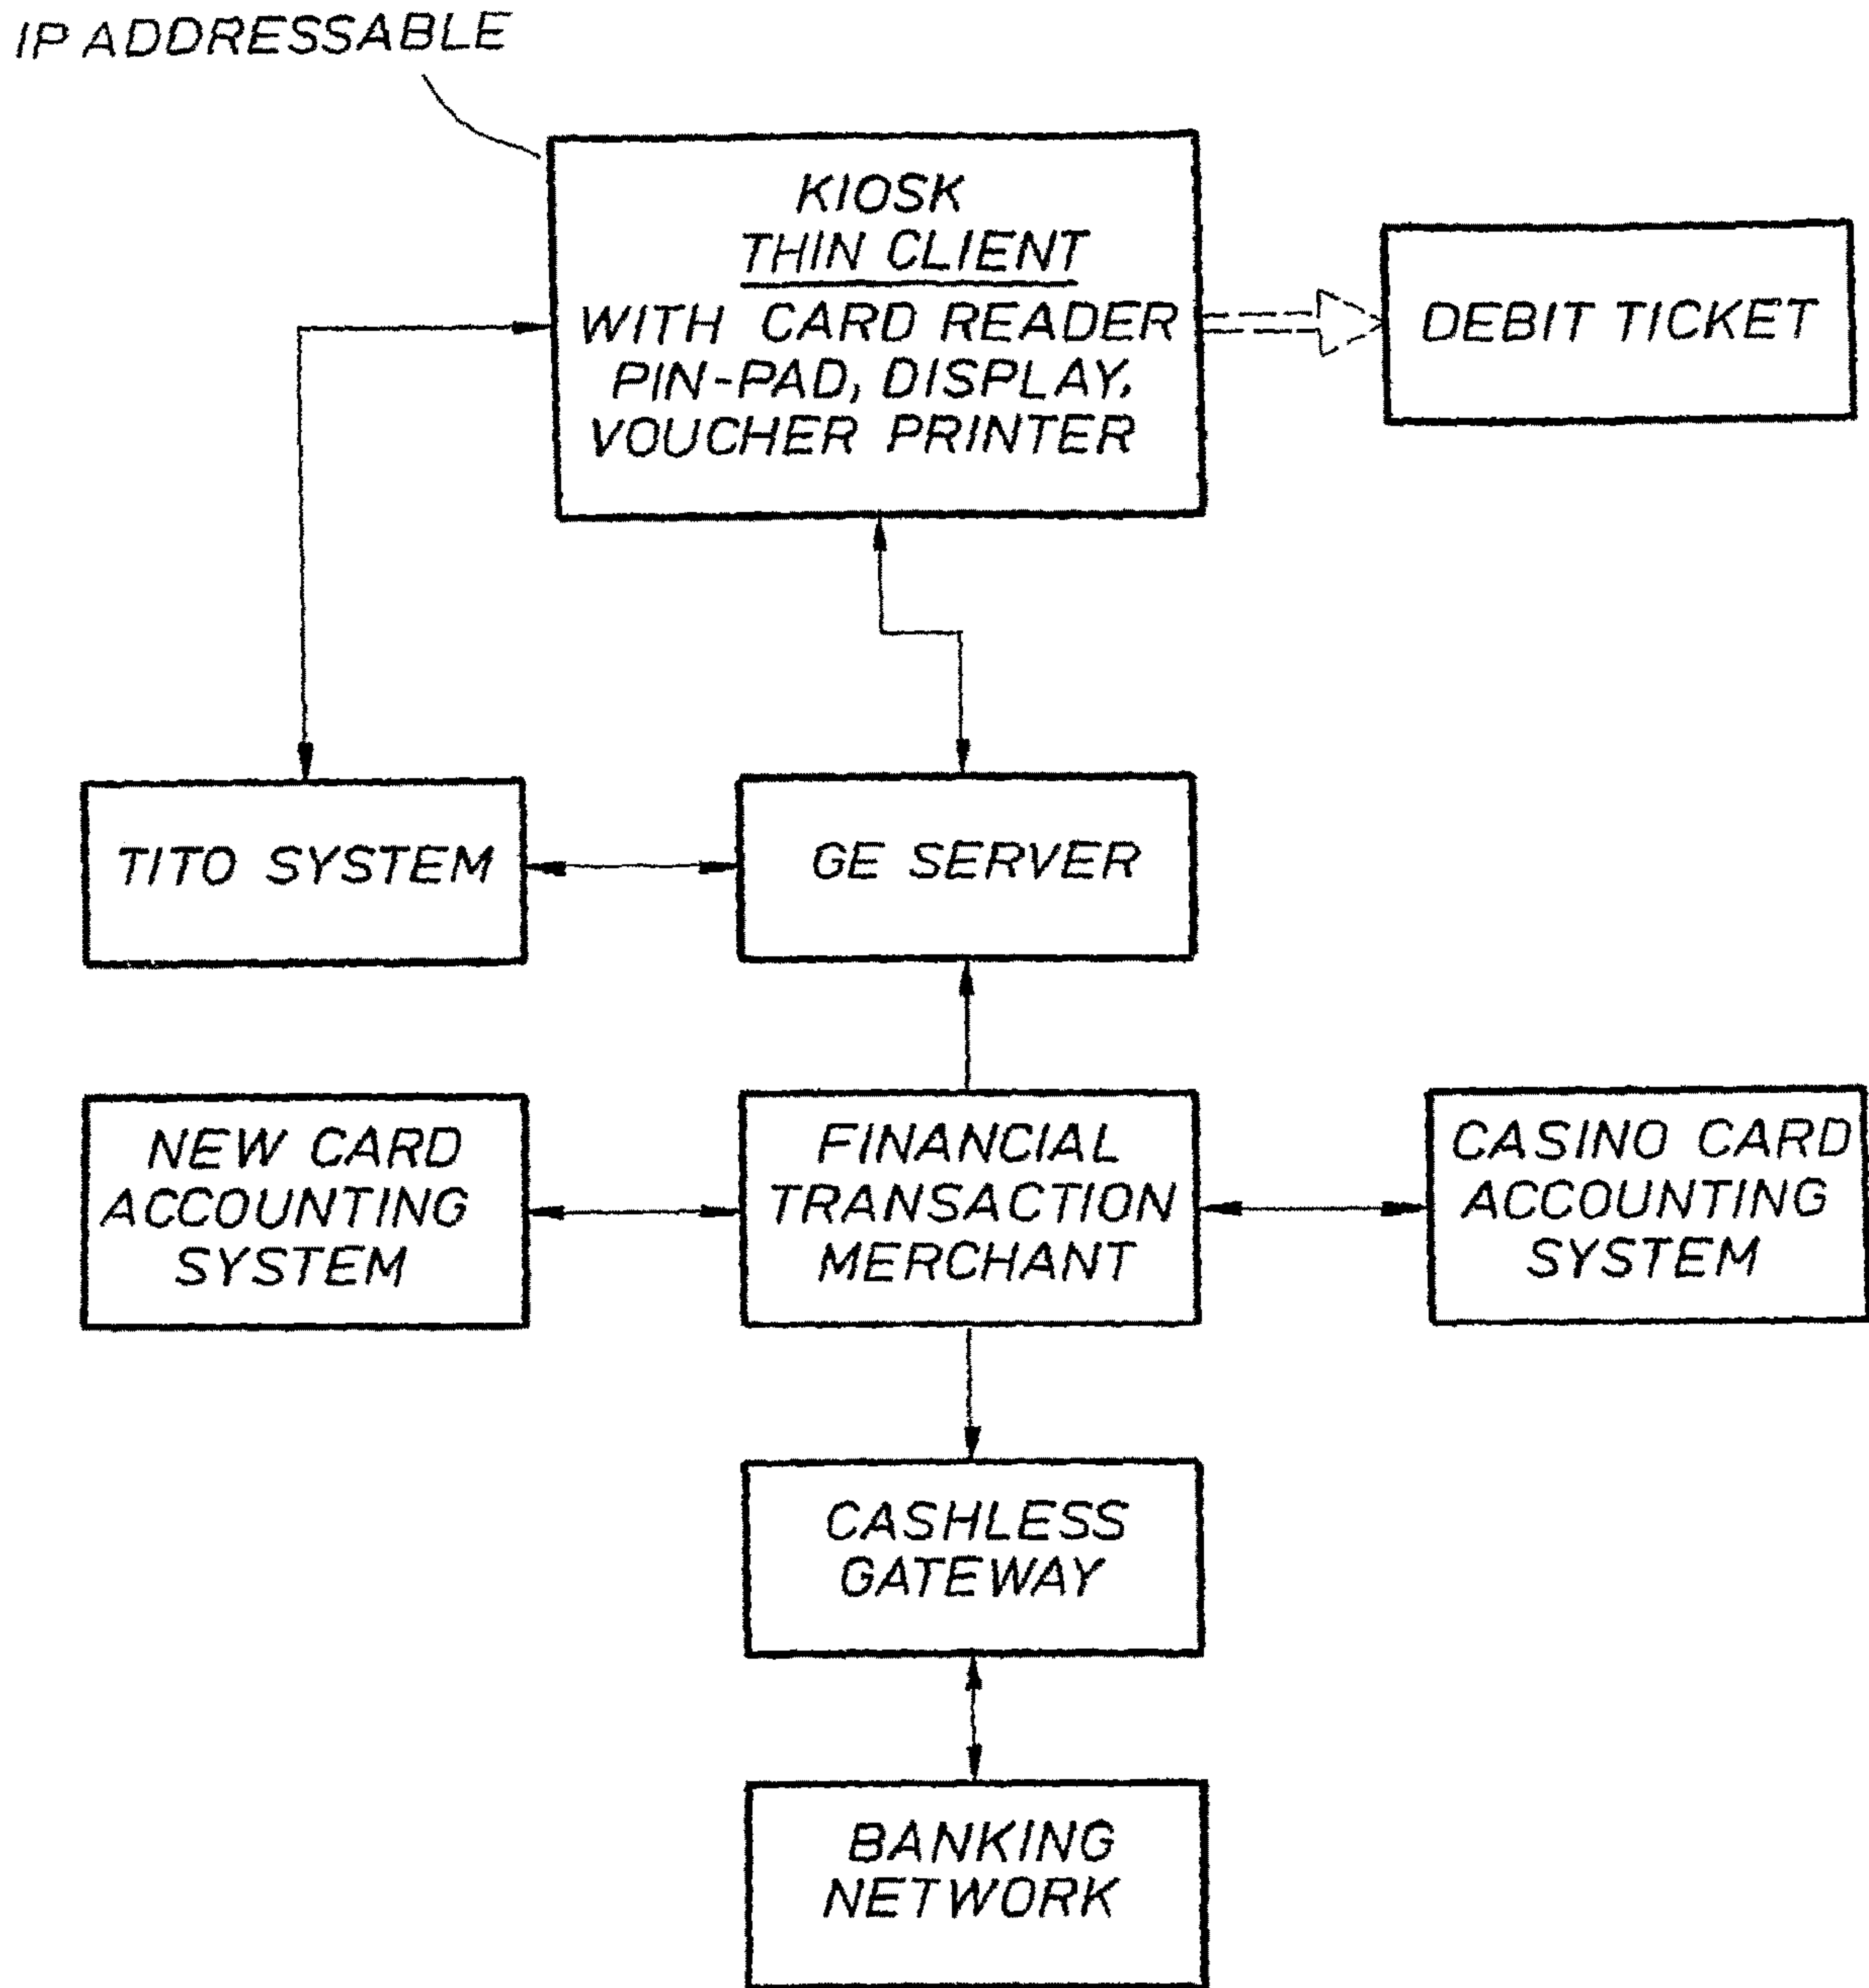 IP ADDRESSABLE
KIOSK
THIN CLIENT
WITH CARD READER
PIN-PAD, DISPLAY,
VOUCHER PRINTER
DEBIT TICKET
TITO SYSTEM
GE SERVER
NEW CARD
ACCOUNTING
SYSTEM
FINANCIAL
TRANSACTION
MERCHANT
CASINO CARD
ACCOUNTING
SYSTEM
CASHLESS
GATEWAY
BANKING
NETWORK